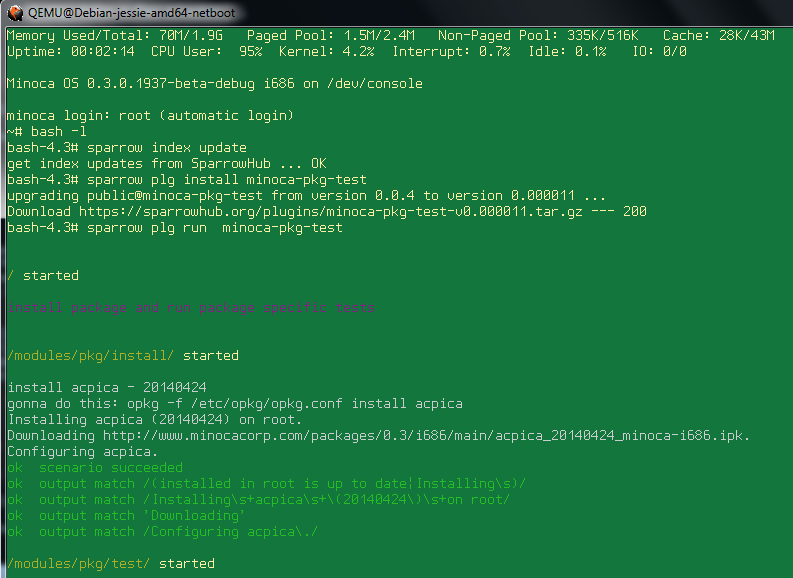 QEMU@Debian-jessie-amd64-netboot
Memory Used/Total: 70M/1.9G   Paged Pool: 1.5M/2.4M   Non-Paged Pool: 335K/516K   Cache: 28K/43M
Uptime: 00:02:14  CPU User:  95%  Kernel: 4.2%  Interrupt: 0.7%  Idle: 0.1%   IO: 0/0
Minoca OS 0.3.0.1937-beta-debug i686 on /dev/console
minoca login: root (automatic login)
~# bash -l
bash-4.3# sparrow index update
get index updates from SparrowHub ... OK
bash-4.3# sparrow plg install minoca-pkg-test
upgrading public@minoca-pkg-test from version 0.0.4 to version 0.000011 ...
Download https://sparrowhub.org/plugins/minoca-pkg-test-v0.000011.tar.gz --- 200
bash-4.3# sparrow plg run  minoca-pkg-test
/ started
install package and run package specific tests
/modules/pkg/install/ started
install acpica - 20140424
gonna do this: opkg -f /etc/opkg/opkg.conf install acpica
Installing acpica (20140424) on root.
Downloading http://www.minocacorp.com/packages/0.3/i686/main/acpica_20140424_minoca-i686.ipk.
Configuring acpica.
ok  scenario succeeded
ok  output match /(installed in root is up to date|Installing\s)/
ok  output match /Installing\s+acpica\s+\(20140424\)\s+on root/
ok  output match 'Downloading'
ok  output match /Configuring acpica\./
/modules/pkg/test/ started